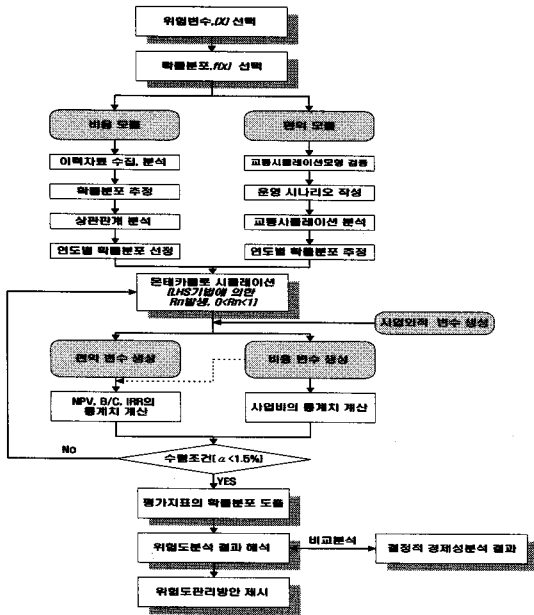 위험변수,(X) 선택
확률분포,f(x) 선택
비용 모듈
편익 모듈
이력자료 수집, 분석
교통시뮬레이션모형 검증
확률분포 추정
운영 시나리오 작성
상관관계 분석
교통시뮬레이션 분석
연도별 확률분포 선정
연도별 확률분포 추정
몬테카를로 시뮬레이션
[LHS기법에 의한
Rn발생, 0<Rn<1]
사업외적 변수 생성
편익 변수 생성
비용 변수 생성
NPV, B/C, IRR의
통계치 계산
사업비의 통계치 계산
No
수렴조건(α<1.5%)
YES
평가지표의 확률분포 도출
위험도분석 결과 해석
비교분석
결정적 경제성분석 결과
위험도관리방안 제시